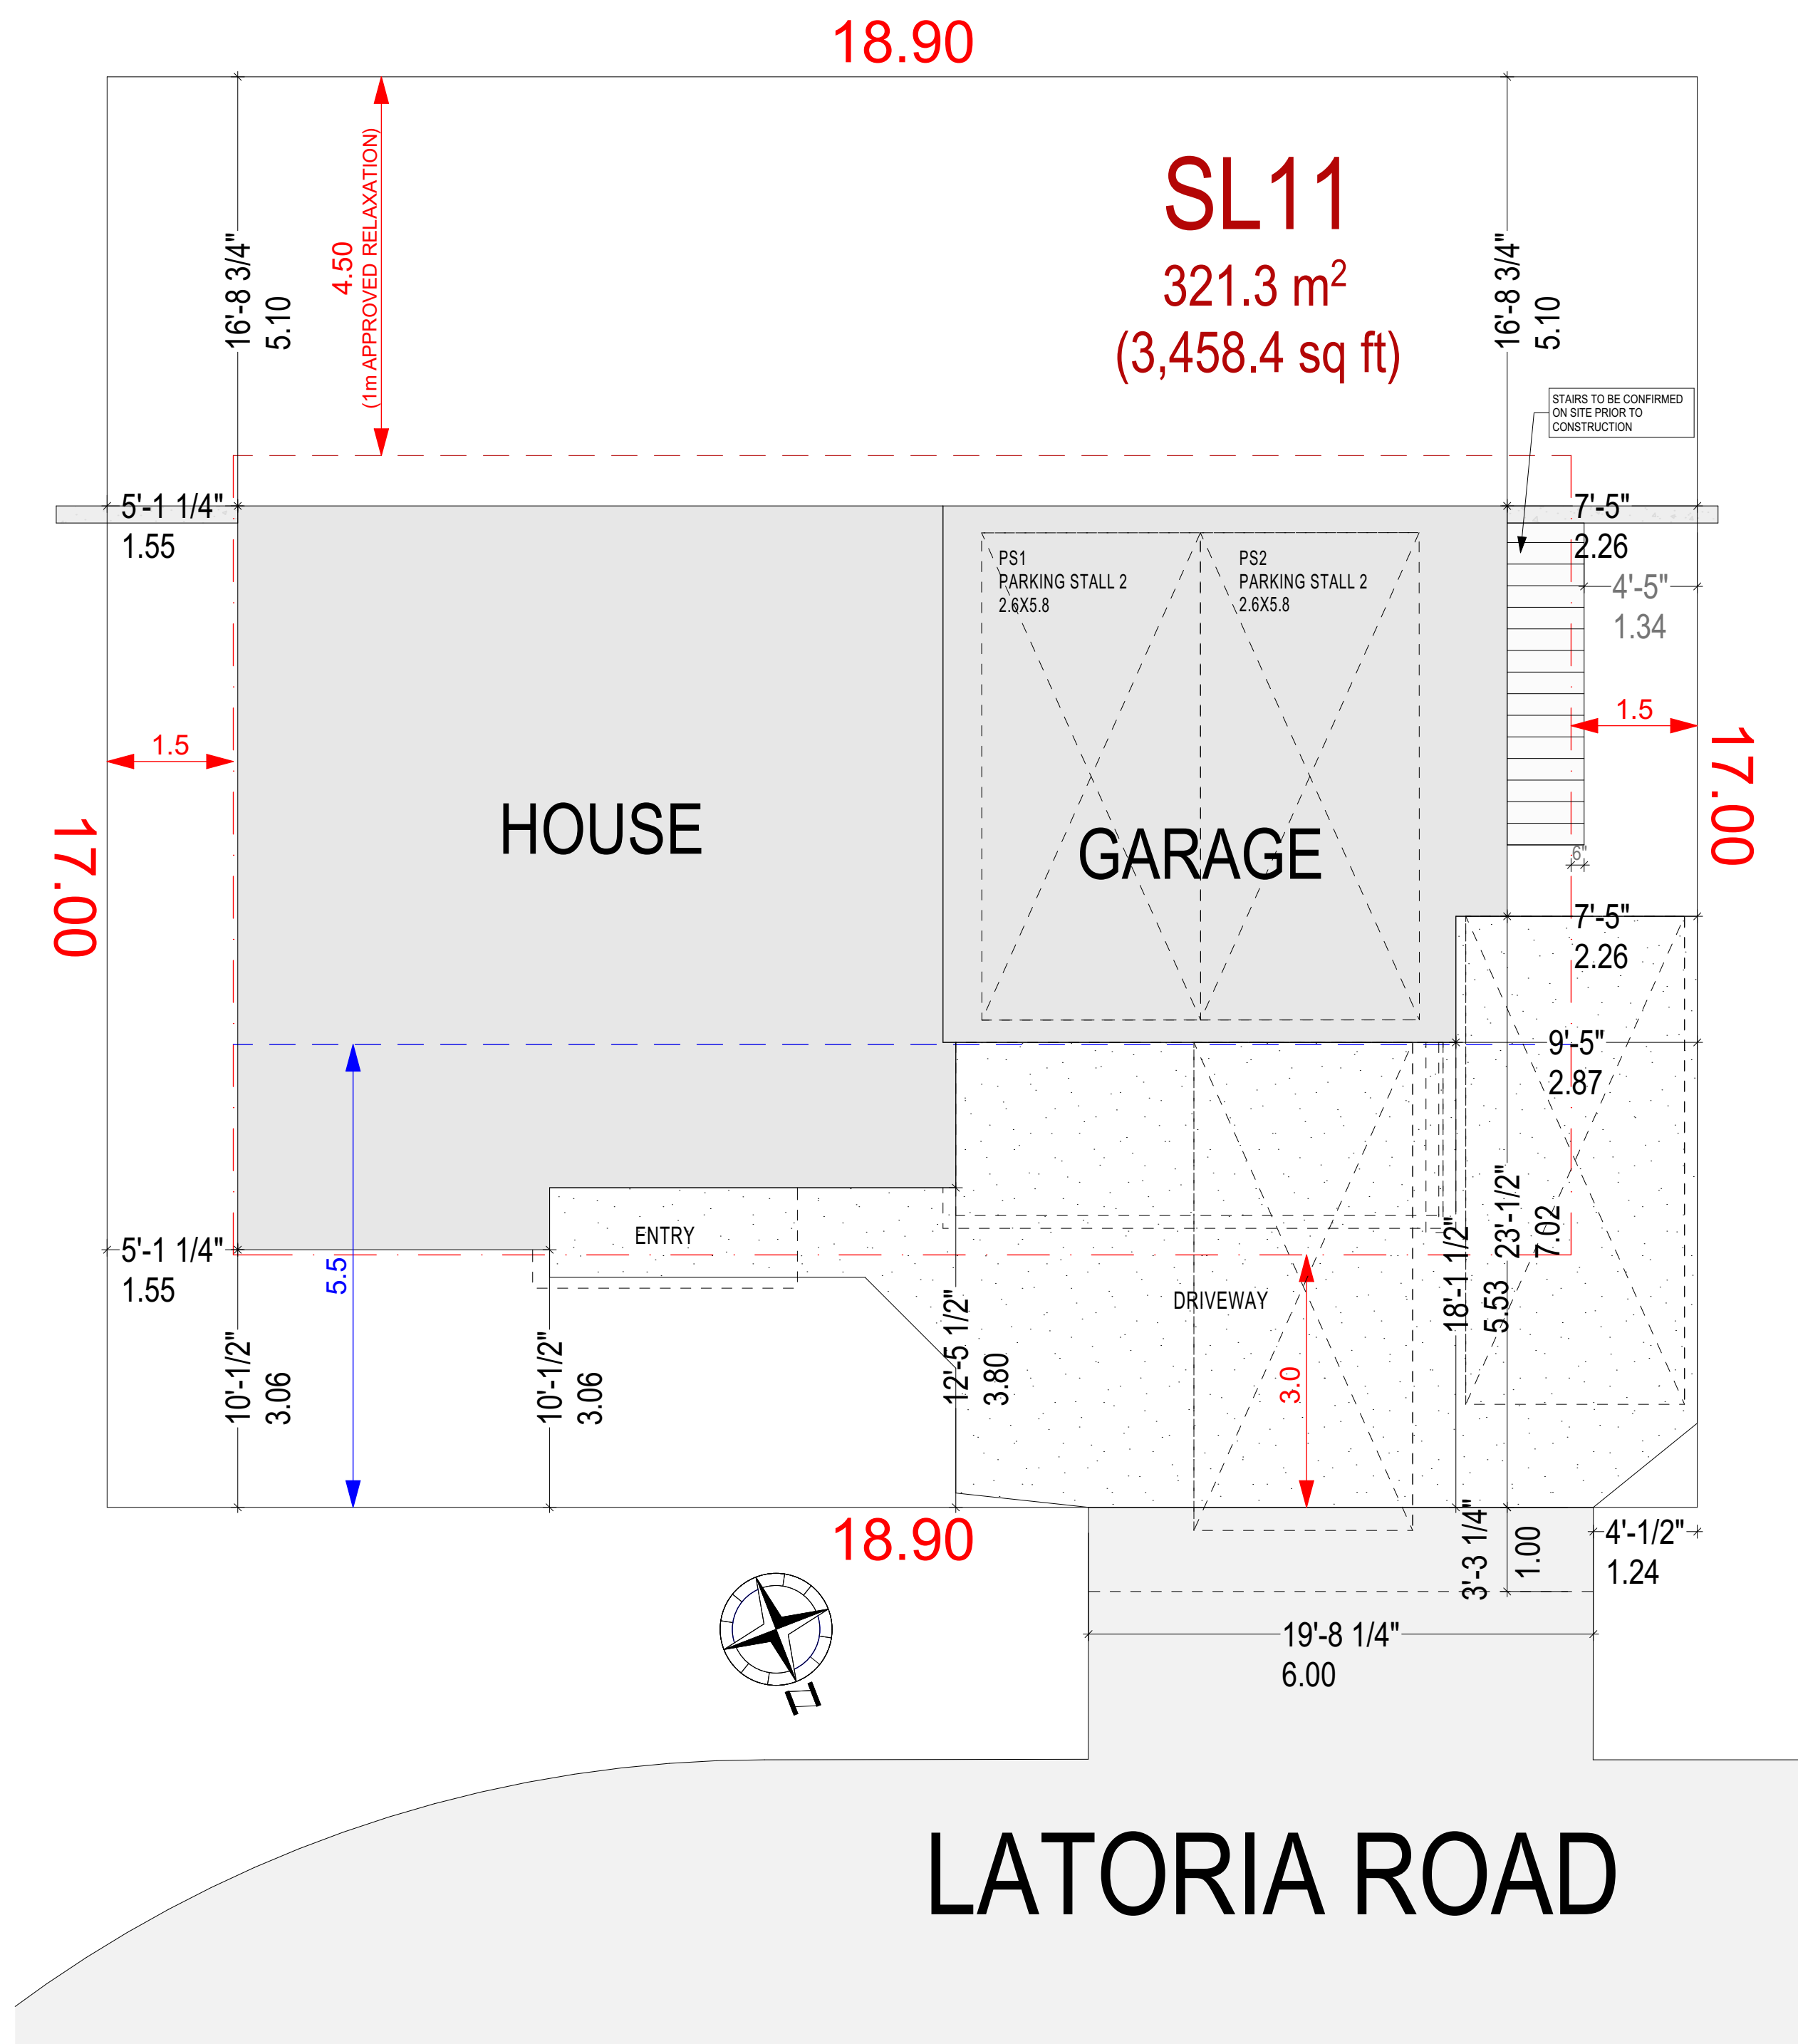 18.90
4.50
(1m APPROVED RELAXATION)
SL11
321.3 m²
(3,458.4 sq ft)
16'-8 3/4"
5.10
16'-8 3/4"
5.10
STAIRS TO BE CONFIRMED
ON SITE PRIOR TO
CONSTRUCTION
5'-1 1/4"
1.55
7'-5"
2.26
PS1
PARKING STALL 2
2.6X5.8
PS2
PARKING STALL 2
2.6X5.8
4'-5"
1.34
1.5
1.5
17.00
17.00
HOUSE
GARAGE
6"
7'-5"
2.26
9'-5"
2.87
23'-1/2"
7.02
18'-1 1/2"
5.53
ENTRY
5'-1 1/4"
1.55
5.5
DRIVEWAY
10'-1/2"
3.06
10'-1/2"
3.06
12'-5 1/2"
3.80
3.0
18.90
3'-3 1/4"
1.00
4'-1/2"
1.24
19'-8 1/4"
6.00
LATORIA ROAD